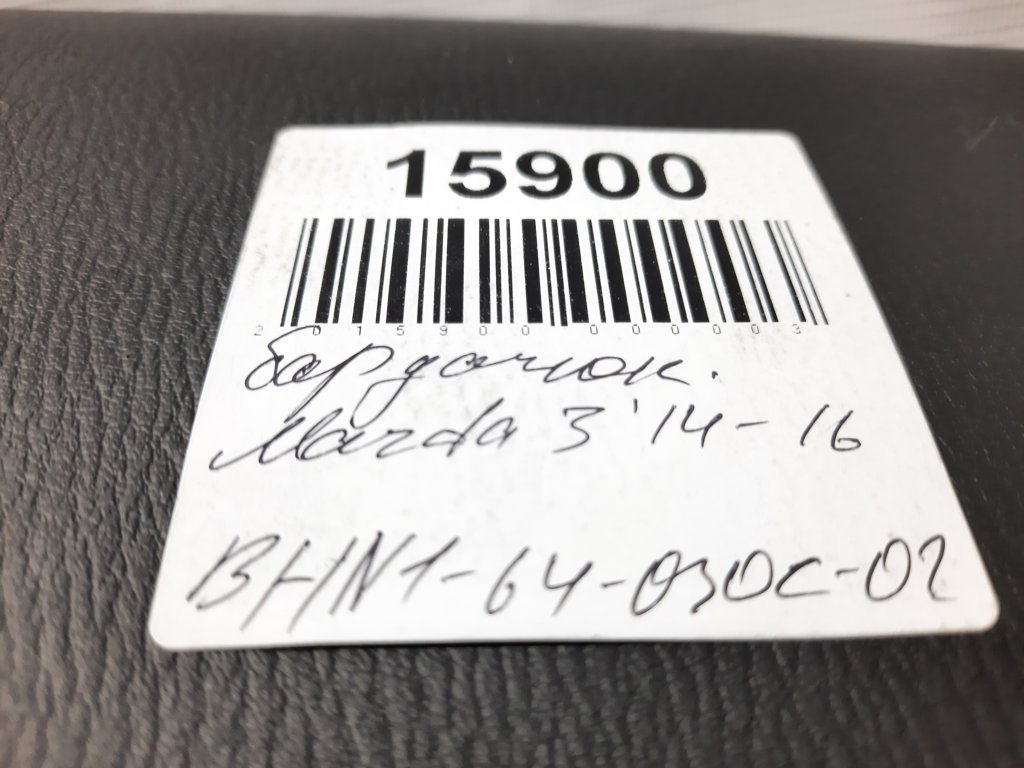 15900
2015900000003
Бардачок.
Mazda 3 '14-16
BHN1-64-030C-02